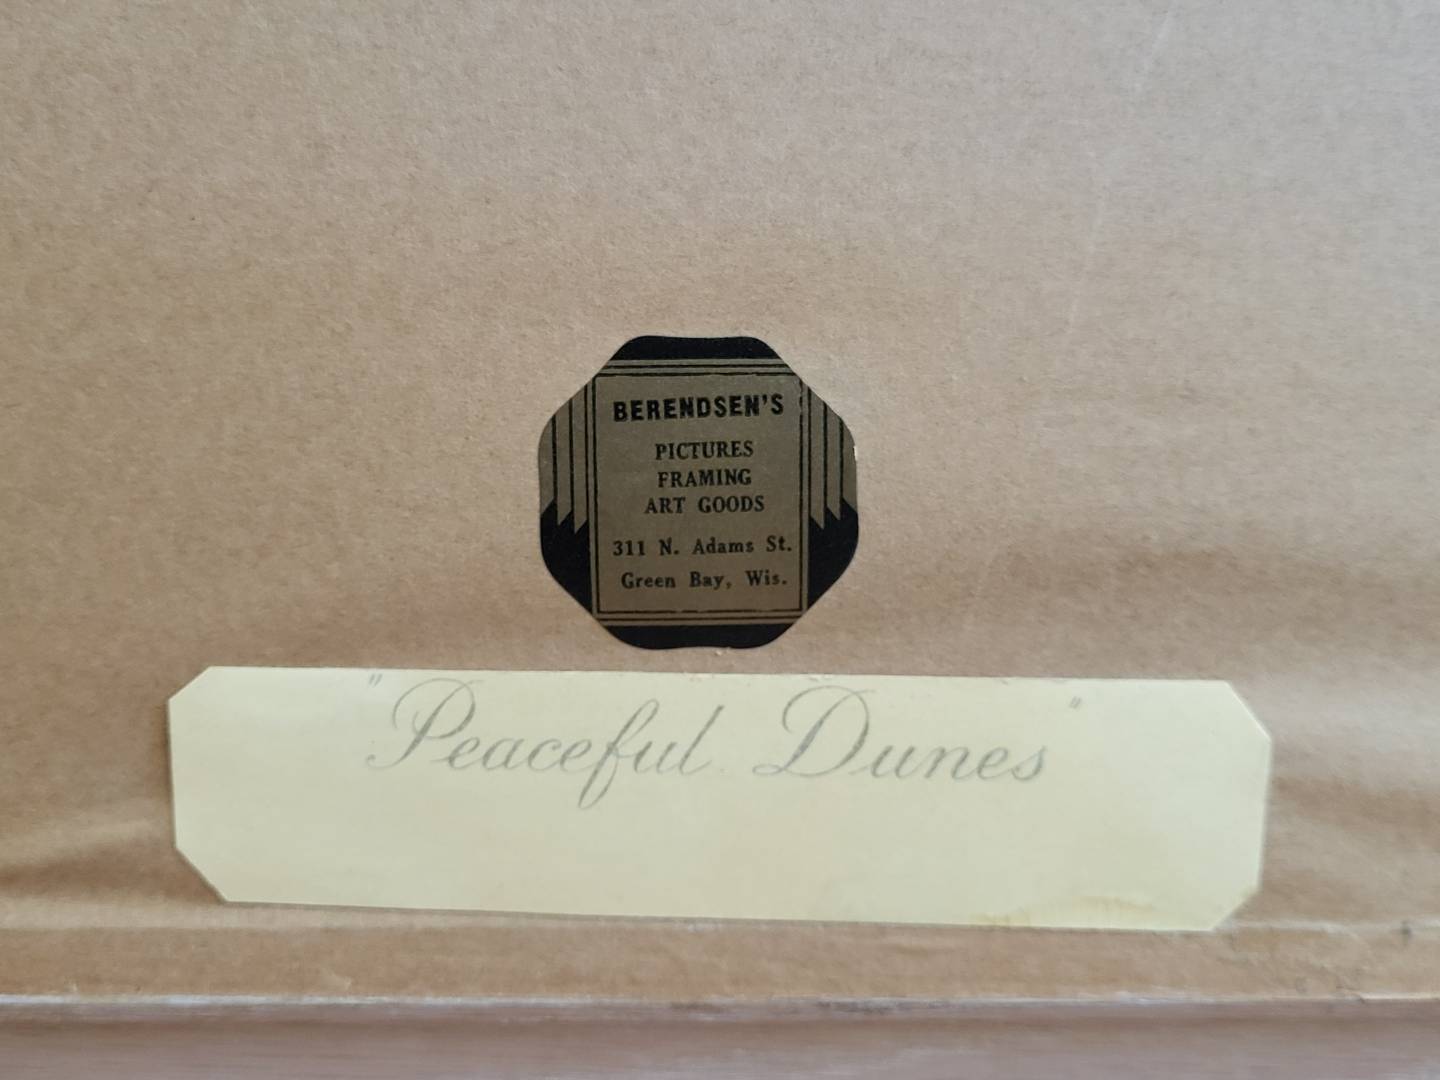 BERENDSEN'S
PICTURES
FRAMING
ART GOODS
311 N. Adams St.
Green Bay, Wis.
"Peaceful Dunes"